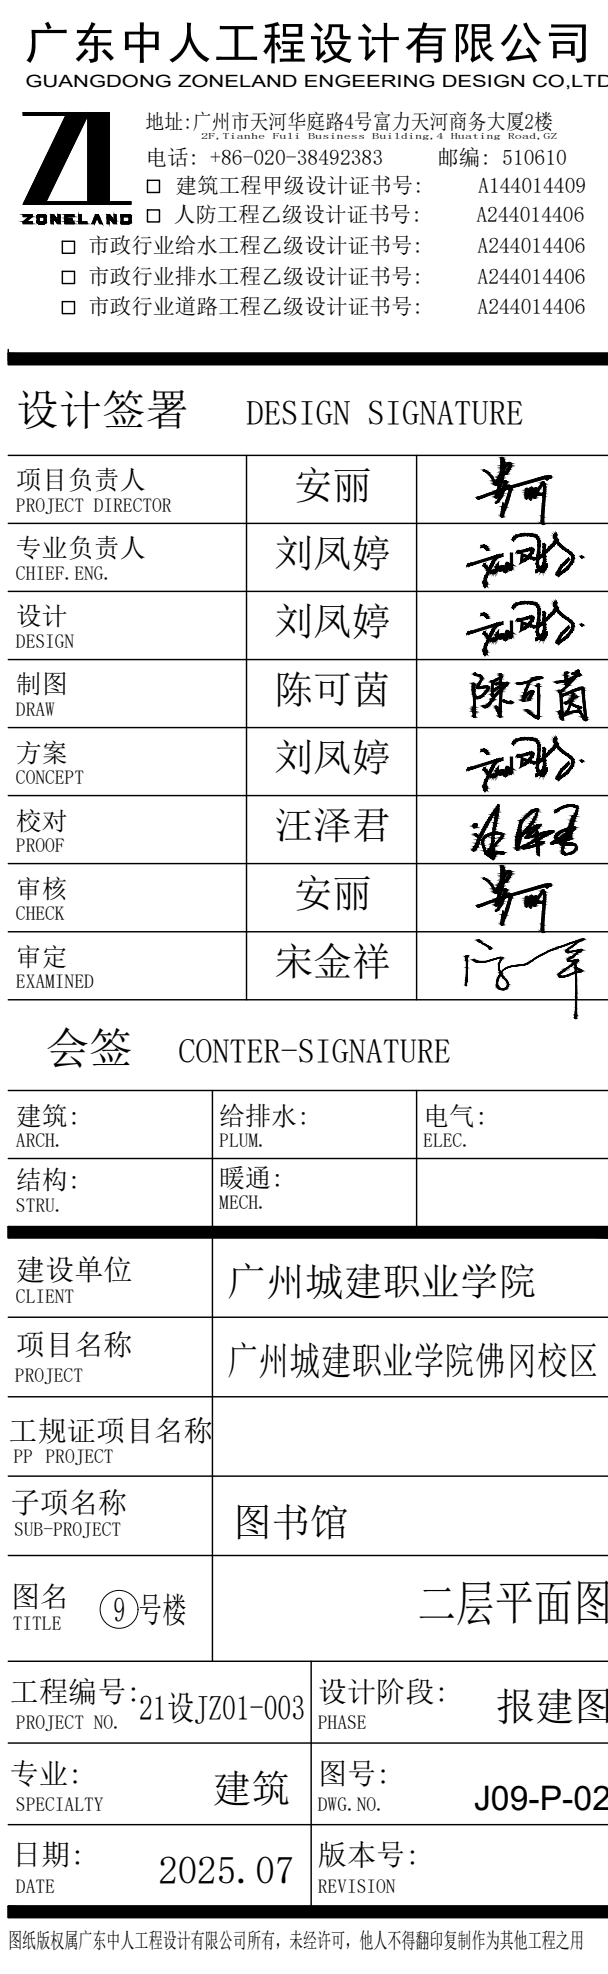 广东中人工程设计有限公司
GUANGDONG ZONELAND ENGEERING DESIGN CO,LTD
地址:广州市天河华庭路4号富力天河商务大厦2楼
2F,Tianhe Fuli Business Building,4 Huating Road,GZ
电话: +86-020-38492383 邮编: 510610
ZONELAND
□ 建筑工程甲级设计证书号: A144014409
□ 人防工程乙级设计证书号: A244014406
□ 市政行业给水工程乙级设计证书号: A244014406
□ 市政行业排水工程乙级设计证书号: A244014406
□ 市政行业道路工程乙级设计证书号: A244014406
设计签署 DESIGN SIGNATURE
项目负责人 安丽
PROJECT DIRECTOR
专业负责人 刘凤婷
CHIEF.ENG.
设计 刘凤婷
DESIGN
制图 陈可茵 陳可茵
DRAW
方案 刘凤婷
CONCEPT
校对 汪泽君
PROOF
审核 安丽
CHECK
审定 宋金祥
EXAMINED
会签 CONTER-SIGNATURE
建筑: 给排水: 电气:
ARCH. PLUM. ELEC.
结构: 暖通:
STRU. MECH.
建设单位 广州城建职业学院
CLIENT
项目名称 广州城建职业学院佛冈校区
PROJECT
工规证项目名称
PP PROJECT
子项名称 图书馆
SUB-PROJECT
图名 ⑨号楼 二层平面图
TITLE
工程编号: 21设JZ01-003 设计阶段: 报建图
PROJECT NO. PHASE
专业: 建筑 图号: J09-P-02
SPECIALTY DWG.NO.
日期: 2025.07 版本号:
DATE REVISION
图纸版权属广东中人工程设计有限公司所有，未经许可，他人不得翻印复制作为其他工程之用